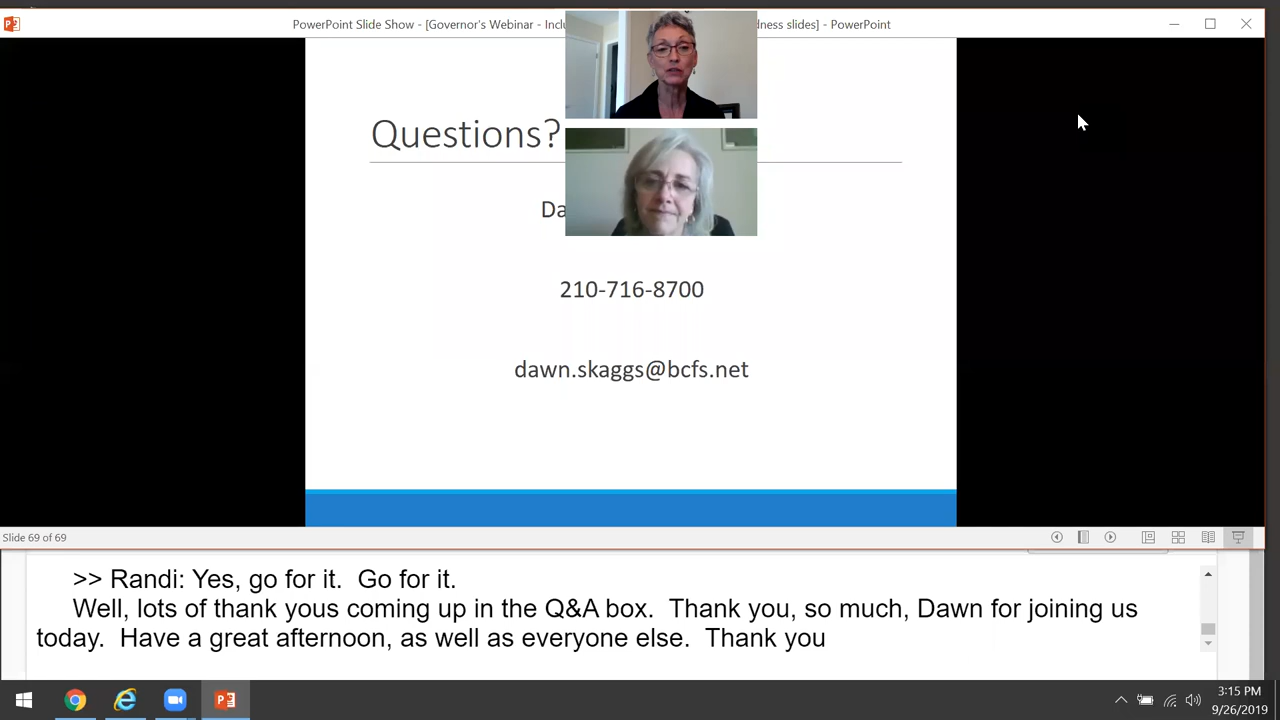 PowerPoint Slide Show - [Governor's Webinar - Inclu
dness slides] - PowerPoint
Questions?
Da
210-716-8700
dawn.skaggs@bcfs.net
Slide 69 of 69
>> Randi: Yes, go for it.  Go for it.
Well, lots of thank yous coming up in the Q&A box.  Thank you, so much, Dawn for joining us
today.  Have a great afternoon, as well as everyone else.  Thank you
3:15 PM
9/26/2019